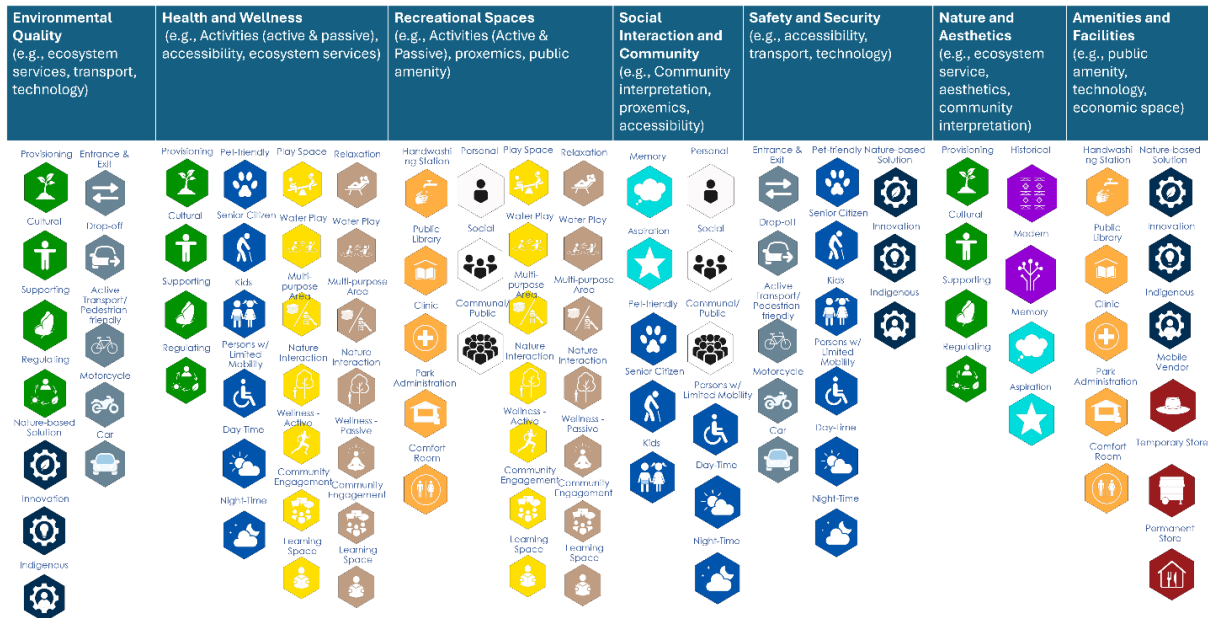 Environmental
Quality
(e.g., ecosystem
services, transport,
technology)
Health and Wellness
(e.g., Activities (active & passive),
accessibility, ecosystem services)
Recreational Spaces
(e.g., Activities (Active &
Passive), proxemics, public
amenity)
Social
Interaction and
Community
(e.g., Community
interpretation,
proxemics,
accessibility)
Safety and Security
(e.g., accessibility,
transport, technology)
Nature and
Aesthetics
(e.g., ecosystem
service,
aesthetics,
community
interpretation)
Amenities and
Facilities
(e.g., public
amenity,
technology,
economic space)
Provisioning
Cultural
Supporting
Regulating
Nature-based
Solution
Innovation
Indigenous
Entrance &
Exit
Drop-off
Active
Transport/
Pedestrian
friendly
Motorcycle
Car
Provisioning
Cultural
Supporting
Regulating
Pet-friendly
Senior Citizen
Kids
Persons w/
Limited
Mobility
Day Time
Night-Time
Play Space
Water Play
Multi-
purpose
Area
Nature
Interaction
Wellness -
Active
Community
Engagement
Learning
Space
Relaxation
Water Play
Multi-purpose
Area
Nature
Interaction
Wellness -
Passive
Community
Engagement
Learning
Space
Handwashi
ng Station
Public
Library
Clinic
Park
Administration
Comfort
Room
Personal
Social
Communal/
Public
Play Space
Water Play
Multi-
purpose
Area
Nature
Interaction
Wellness -
Active
Community
Engagement
Learning
Space
Relaxation
Water Play
Multi-purpose
Area
Nature
Interaction
Wellness -
Passive
Community
Engagement
Learning
Space
Memory
Aspiration
Pet-friendly
Senior Citizen
Kids
Personal
Social
Communal/
Public
Persons w/
Limited Mobility
Day-Time
Night-Time
Entrance &
Exit
Drop-off
Active
Transport/
Pedestrian
friendly
Motorcycle
Car
Pet-friendly
Senior Citizen
Kids
Persons w/
Limited
Mobility
Day-Time
Night-Time
Nature-based
Solution
Innovation
Indigenous
Provisioning
Cultural
Supporting
Regulating
Historical
Modern
Memory
Aspiration
Handwashi
ng Station
Public
Library
Clinic
Park
Administration
Comfort
Room
Nature-based
Solution
Innovation
Indigenous
Mobile
Vendor
Temporary Store
Permanent
Store